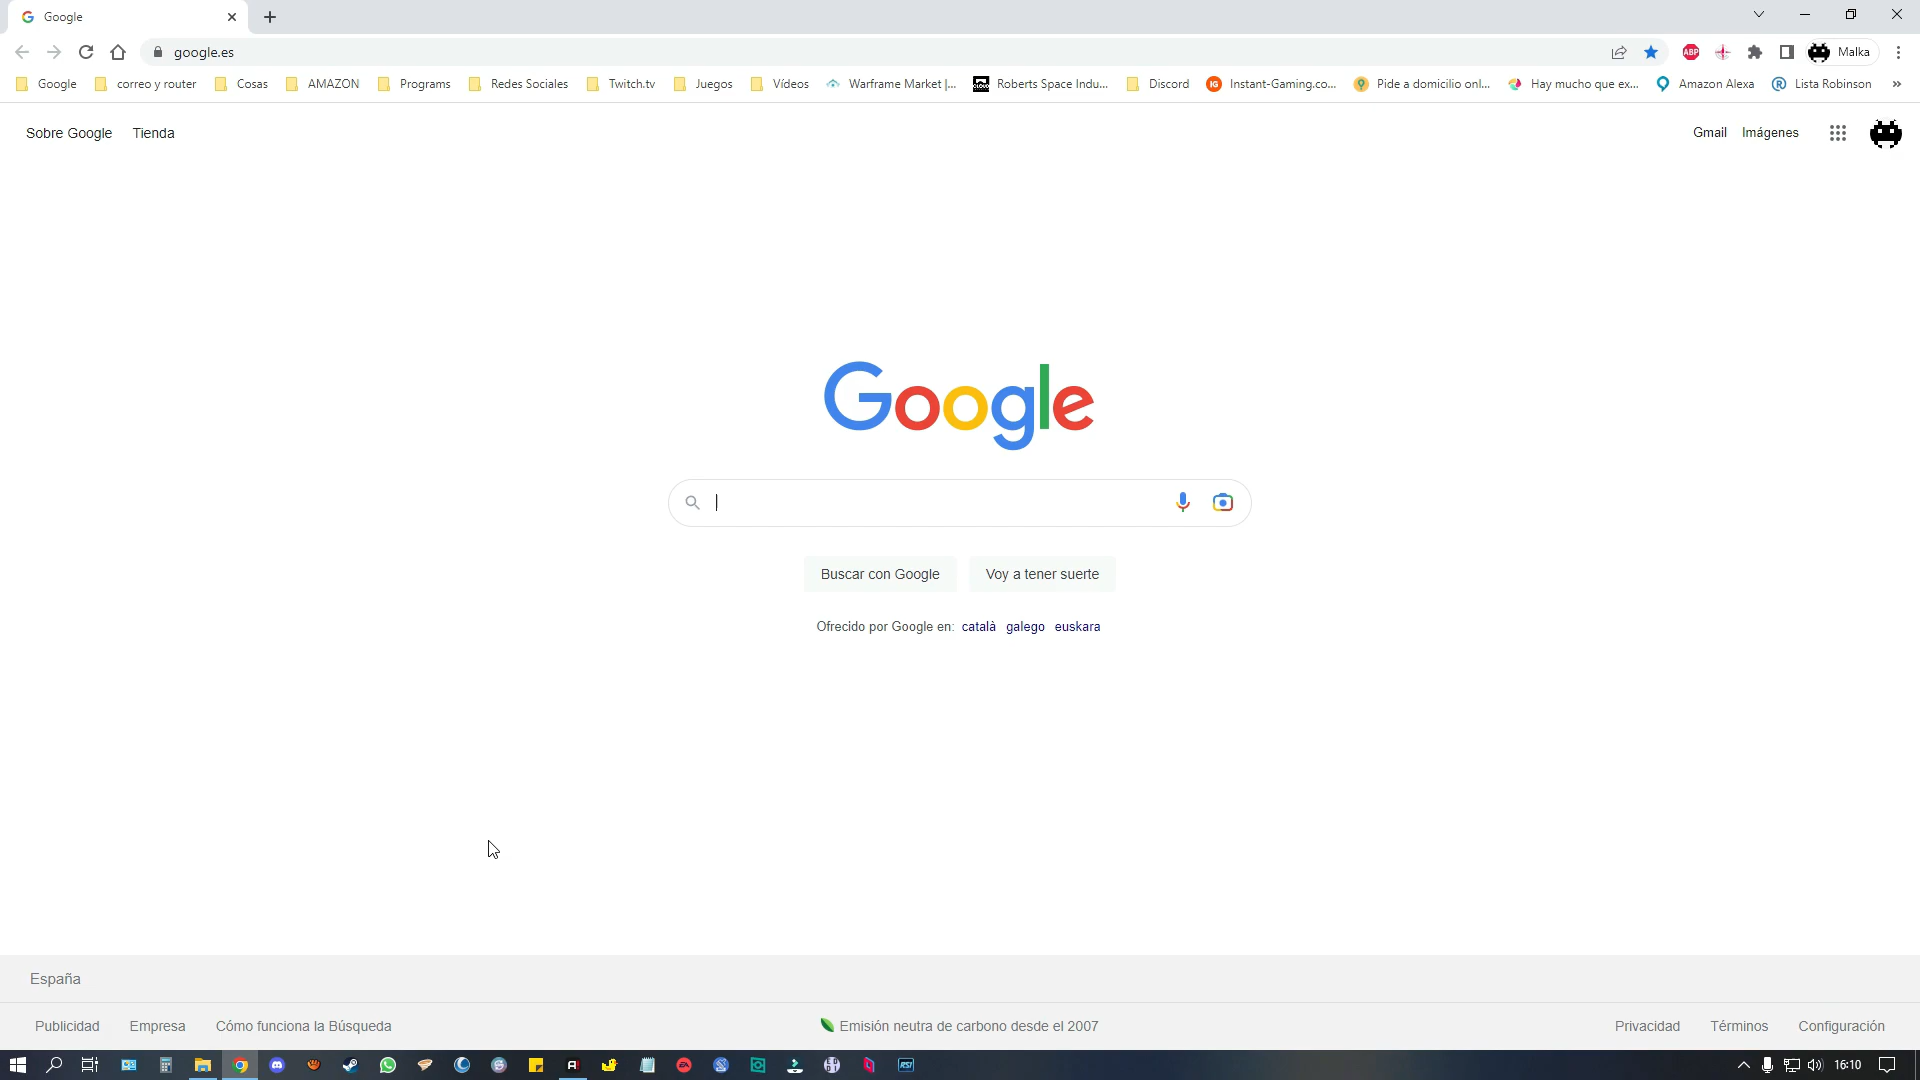 Google
google.es
Malka
Google correo y router Cosas AMAZON Programs Redes Sociales Twitch.tv Juegos Vídeos Warframe Market |... Roberts Space Indu... Discord Instant-Gaming.co... Pide a domicilio onl... Hay mucho que ex... Amazon Alexa Lista Robinson »
Sobre Google Tienda
Gmail Imágenes
Google
Buscar con Google Voy a tener suerte
Ofrecido por Google en: català galego euskara
España
Publicidad Empresa Cómo funciona la Búsqueda
Emisión neutra de carbono desde el 2007
Privacidad Términos Configuración
16:10